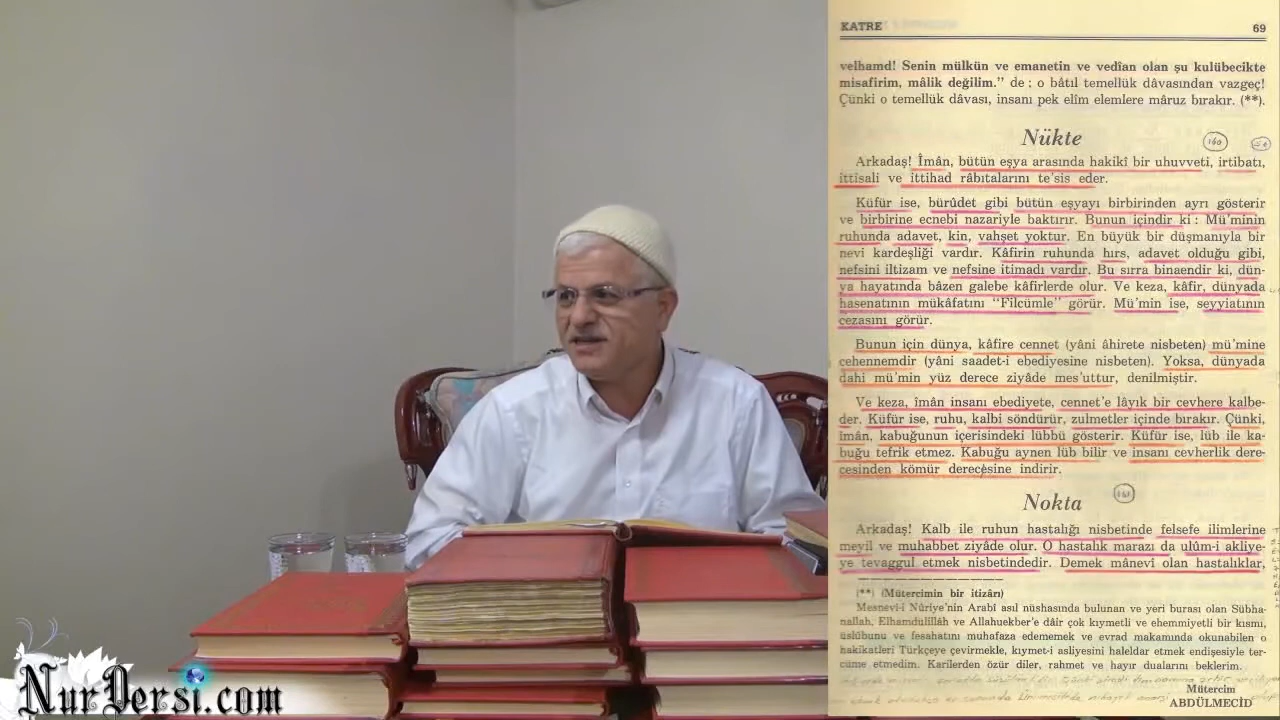 KATRE 69
velhamd! Senin mülkün ve emanetin ve vedîan olan şu kulübecikte
misafirim, mâlik değilim." de ; o bâtıl temellük dâvasından vazgeç!
Çünki o temellük dâvası, insanı pek elîm elemlere mâruz bırakır. (**).
Nükte
Arkadaş! Îmân, bütün eşya arasında hakikî bir uhuvveti, irtibatı,
ittisali ve ittihad râbıtalarını te'sis eder.
Küfür ise, bürûdet gibi bütün eşyayı birbirinden ayrı gösterir
ve birbirine ecnebi nazariyle baktırır. Bunun içindir ki : Mü'minin
ruhunda adavet, kin, vahşet yoktur. En büyük bir düşmanıyla bir
nevi kardeşliği vardır. Kâfirin ruhunda hırs, adavet olduğu gibi,
nefsini iltizam ve nefsine itimadı vardır. Bu sırra binaendir ki, dün-
ya hayatında bâzen galebe kâfirlerde olur. Ve keza, kâfir, dünyada
hasenatının mükâfatını "Filcümle" görür. Mü'min ise, seyyiatının
cezasını görür.
Bunun için dünya, kâfire cennet (yâni âhirete nisbeten) mü'mine
cehennemdir (yâni saadet-i ebediyesine nisbeten). Yoksa, dünyada
dahi mü'min yüz derece ziyâde mes'uttur, denilmiştir.
Ve keza, îmân insanı ebediyete, cennet'e lâyık bir cevhere kalbe-
der. Küfür ise, ruhu, kalbi söndürür, zulmetler içinde bırakır. Çünki,
îmân, kabuğunun içerisindeki lübbü gösterir. Küfür ise, lüb ile ka-
buğu tefrik etmez. Kabuğu aynen lüb bilir ve insanı cevherlik dere-
cesinden kömür derecesine indirir.
Nokta
Arkadaş! Kalb ile ruhun hastalığı nisbetinde felsefe ilimlerine
meyil ve muhabbet ziyâde olur. O hastalık marazı da ulûm-i akliye-
ye tevaggul etmek nisbetindedir. Demek mânevî olan hastalıklar,
(**) (Mütercimin bir itizârı)
Mesnevî-i Nûriye'nin Arabî asıl nüshasında bulunan ve yeri burası olan Sübha-
nallah, Elhamdülillâh ve Allahuekber'e dâir çok kıymetli ve ehemmiyetli bir kısmı,
üslûbunu ve fesahatını muhafaza edememek ve evrad makamında okunabilen o
hakikatleri Türkçeye çevirmekle, kıymet-i asliyesini haleldar etmek endişesiyle ter-
cüme etmedim. Karilerden özür diler, rahmet ve hayır dualarını beklerim.
Mütercim
ABDÜLMECİD
NurDersi.com